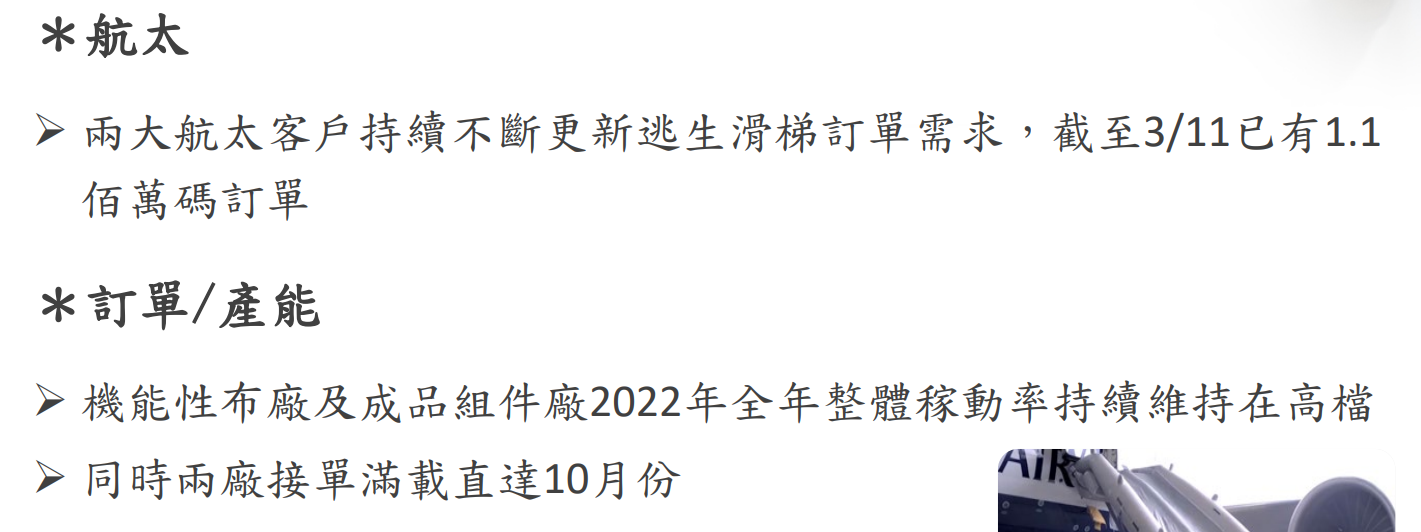 ＊航太
➢ 兩大航太客戶持續不斷更新逃生滑梯訂單需求，截至3/11已有1.1
佰萬碼訂單
＊訂單/產能
➢ 機能性布廠及成品組件廠2022年全年整體稼動率持續維持在高檔
➢ 同時兩廠接單滿載直達10月份